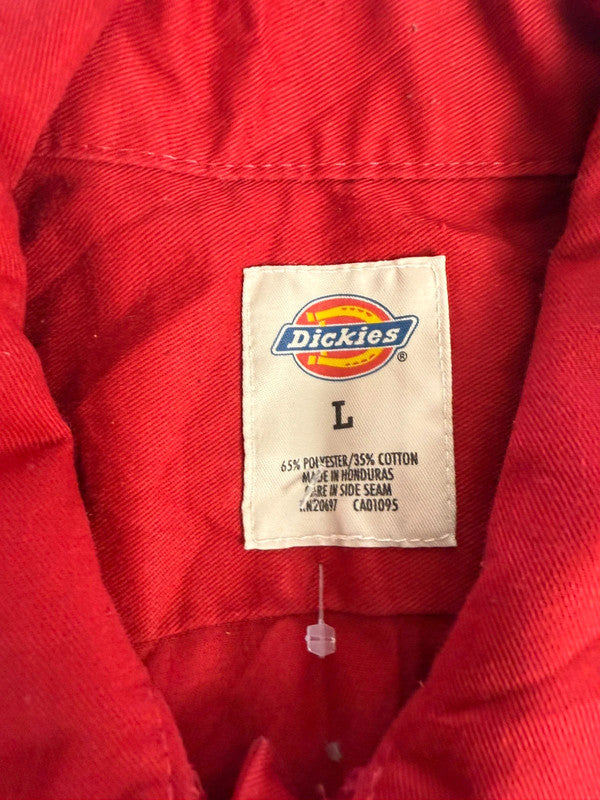 Dickies®
L
65% POLYESTER/35% COTTON
MADE IN HONDURAS
CARE IN SIDE SEAM
RN20697 CA01095